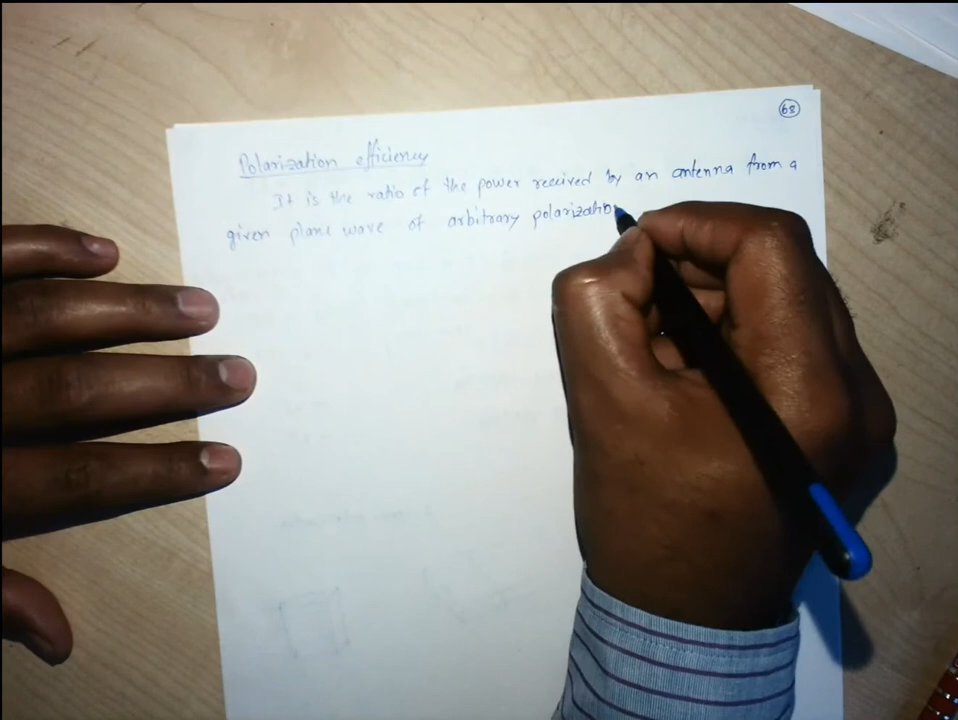 68
Polarization efficiency
It is the ratio of the power received by an antenna from a
given plane wave of arbitrary polarization